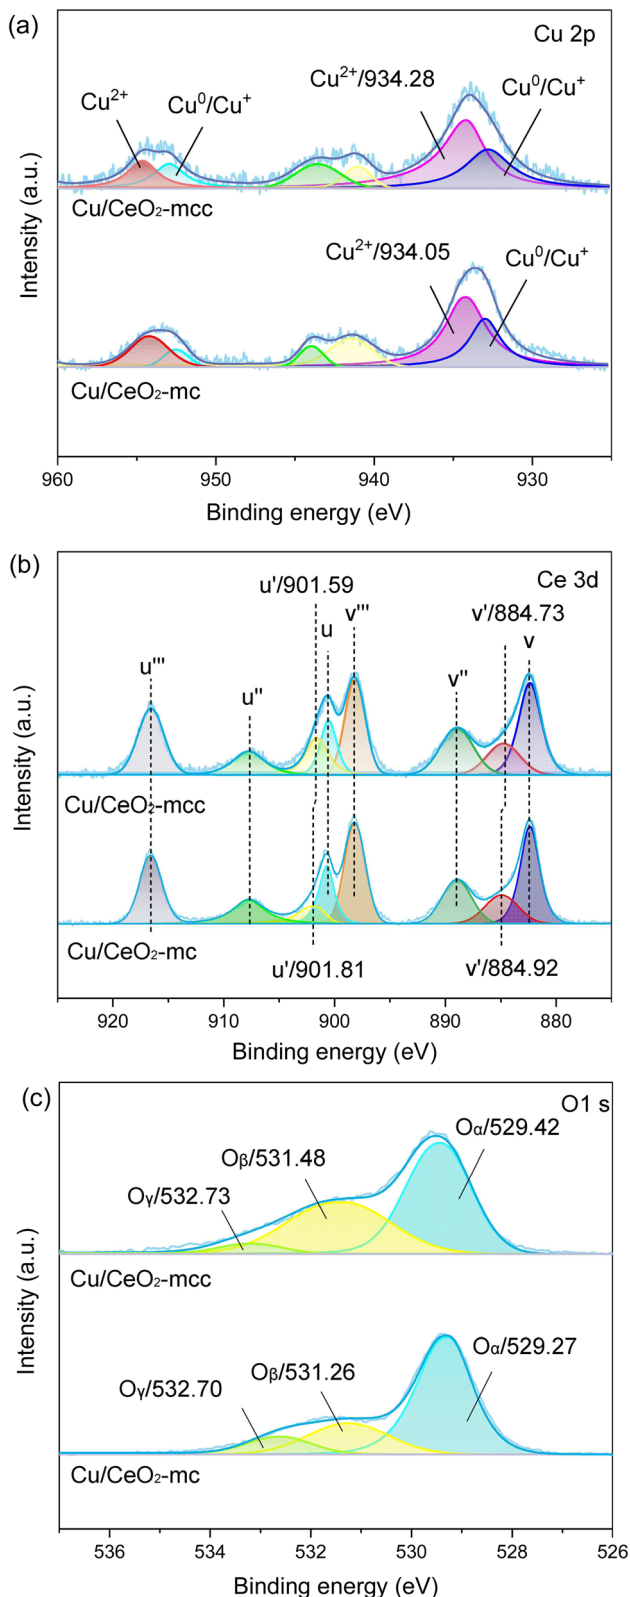 (a)
Cu 2p
Cu²⁺/934.28
Cu²⁺
Cu⁰/Cu⁺
Cu⁰/Cu⁺
Cu/CeO₂-mcc
Cu²⁺/934.05
Cu⁰/Cu⁺
Cu/CeO₂-mc
Intensity (a.u.)
960 950 940 930
Binding energy (eV)
(b)
Ce 3d
u'/901.59
v'''
v'/884.73
u
v
u'''
u''
v''
Cu/CeO₂-mcc
Cu/CeO₂-mc
u'/901.81
v'/884.92
Intensity (a.u.)
920 910 900 890 880
Binding energy (eV)
(c)
O1 s
Oα/529.42
Oβ/531.48
Oγ/532.73
Cu/CeO₂-mcc
Oα/529.27
Oβ/531.26
Oγ/532.70
Cu/CeO₂-mc
Intensity (a.u.)
536 534 532 530 528 526
Binding energy (eV)